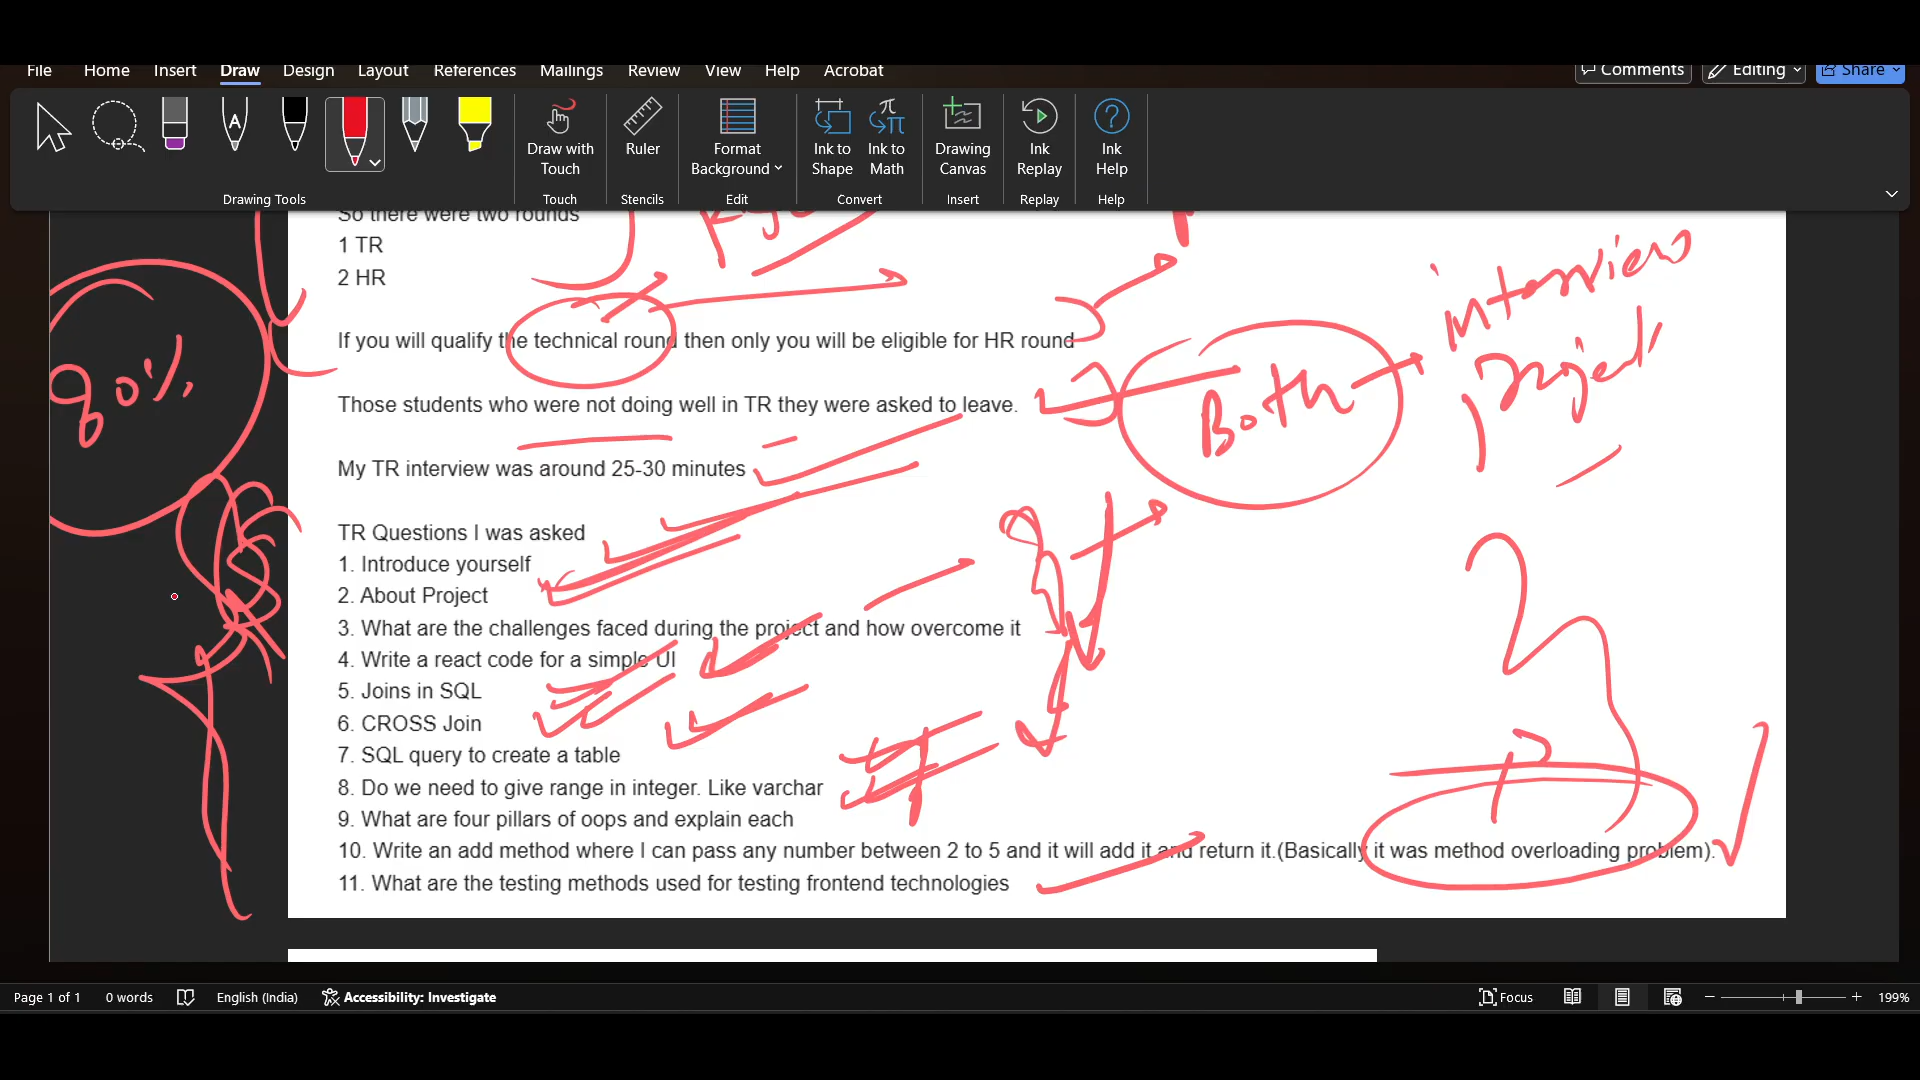 File Home Insert Draw Design Layout References Mailings Review View Help Acrobat Comments Editing Share
A
Draw with Touch
Ruler
Format Background
Ink to Shape
Ink to Math
Drawing Canvas
Ink Replay
Ink Help
Drawing Tools Touch Stencils Edit Convert Insert Replay Help
So there were two rounds
1 TR
2 HR
interview
If you will qualify the technical round then only you will be eligible for HR round
project
80%
Both
Those students who were not doing well in TR they were asked to leave.
My TR interview was around 25-30 minutes
TR Questions I was asked
1. Introduce yourself
2. About Project
3. What are the challenges faced during the project and how overcome it
4. Write a react code for a simple UI
5. Joins in SQL
6. CROSS Join
7. SQL query to create a table
8. Do we need to give range in integer. Like varchar
9. What are four pillars of oops and explain each
10. Write an add method where I can pass any number between 2 to 5 and it will add it and return it.(Basically it was method overloading problem).
11. What are the testing methods used for testing frontend technologies
Page 1 of 1 0 words English (India) Accessibility: Investigate Focus 199%